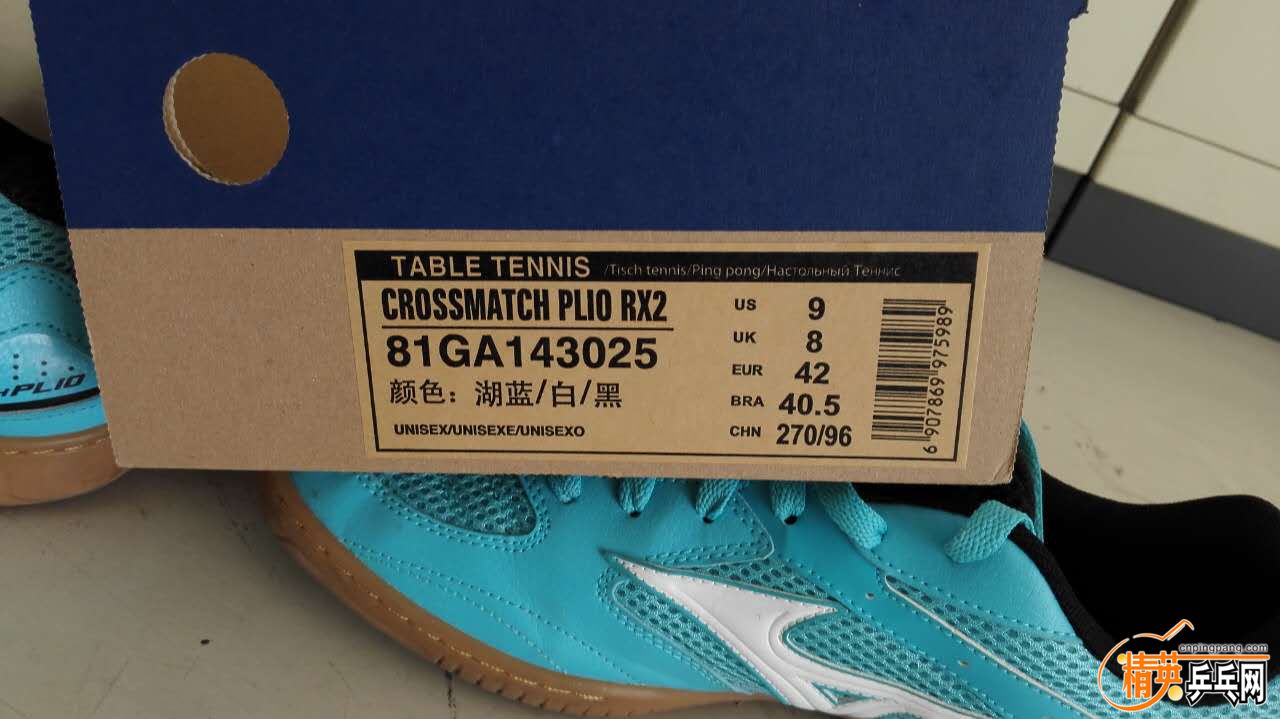 TABLE TENNIS /Tisch tennis/Ping pong/Настольный Теннис
CROSSMATCH PLIO RX2
81GA143025
颜色：湖蓝/白/黑
UNISEX/UNISEXE/UNISEXO
US 9
UK 8
EUR 42
BRA 40.5
CHN 270/96
6 907869 975989
PLIO
cnpingpang.com
精英乒乓网